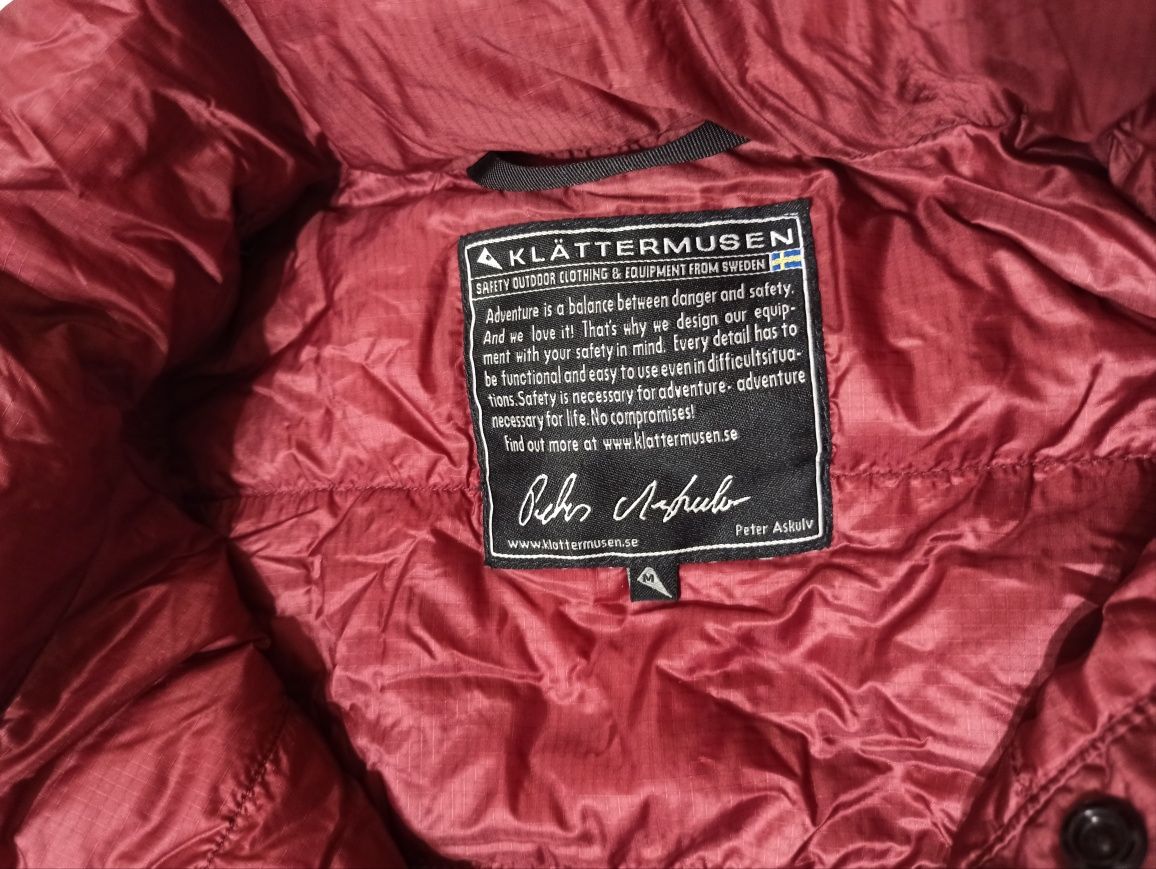 KLÄTTERMUSEN
SAFETY OUTDOOR CLOTHING & EQUIPMENT FROM SWEDEN
Adventure is a balance between danger and safety.
And we love it! That's why we design our equip-
ment with your safety in mind. Every detail has to
be functional and easy to use even in difficultsitua-
tions. Safety is necessary for adventure - adventure
necessary for life. No compromises!
Find out more at www.klattermusen.se
Peter Askulv
Peter Askulv
www.klattermusen.se
M